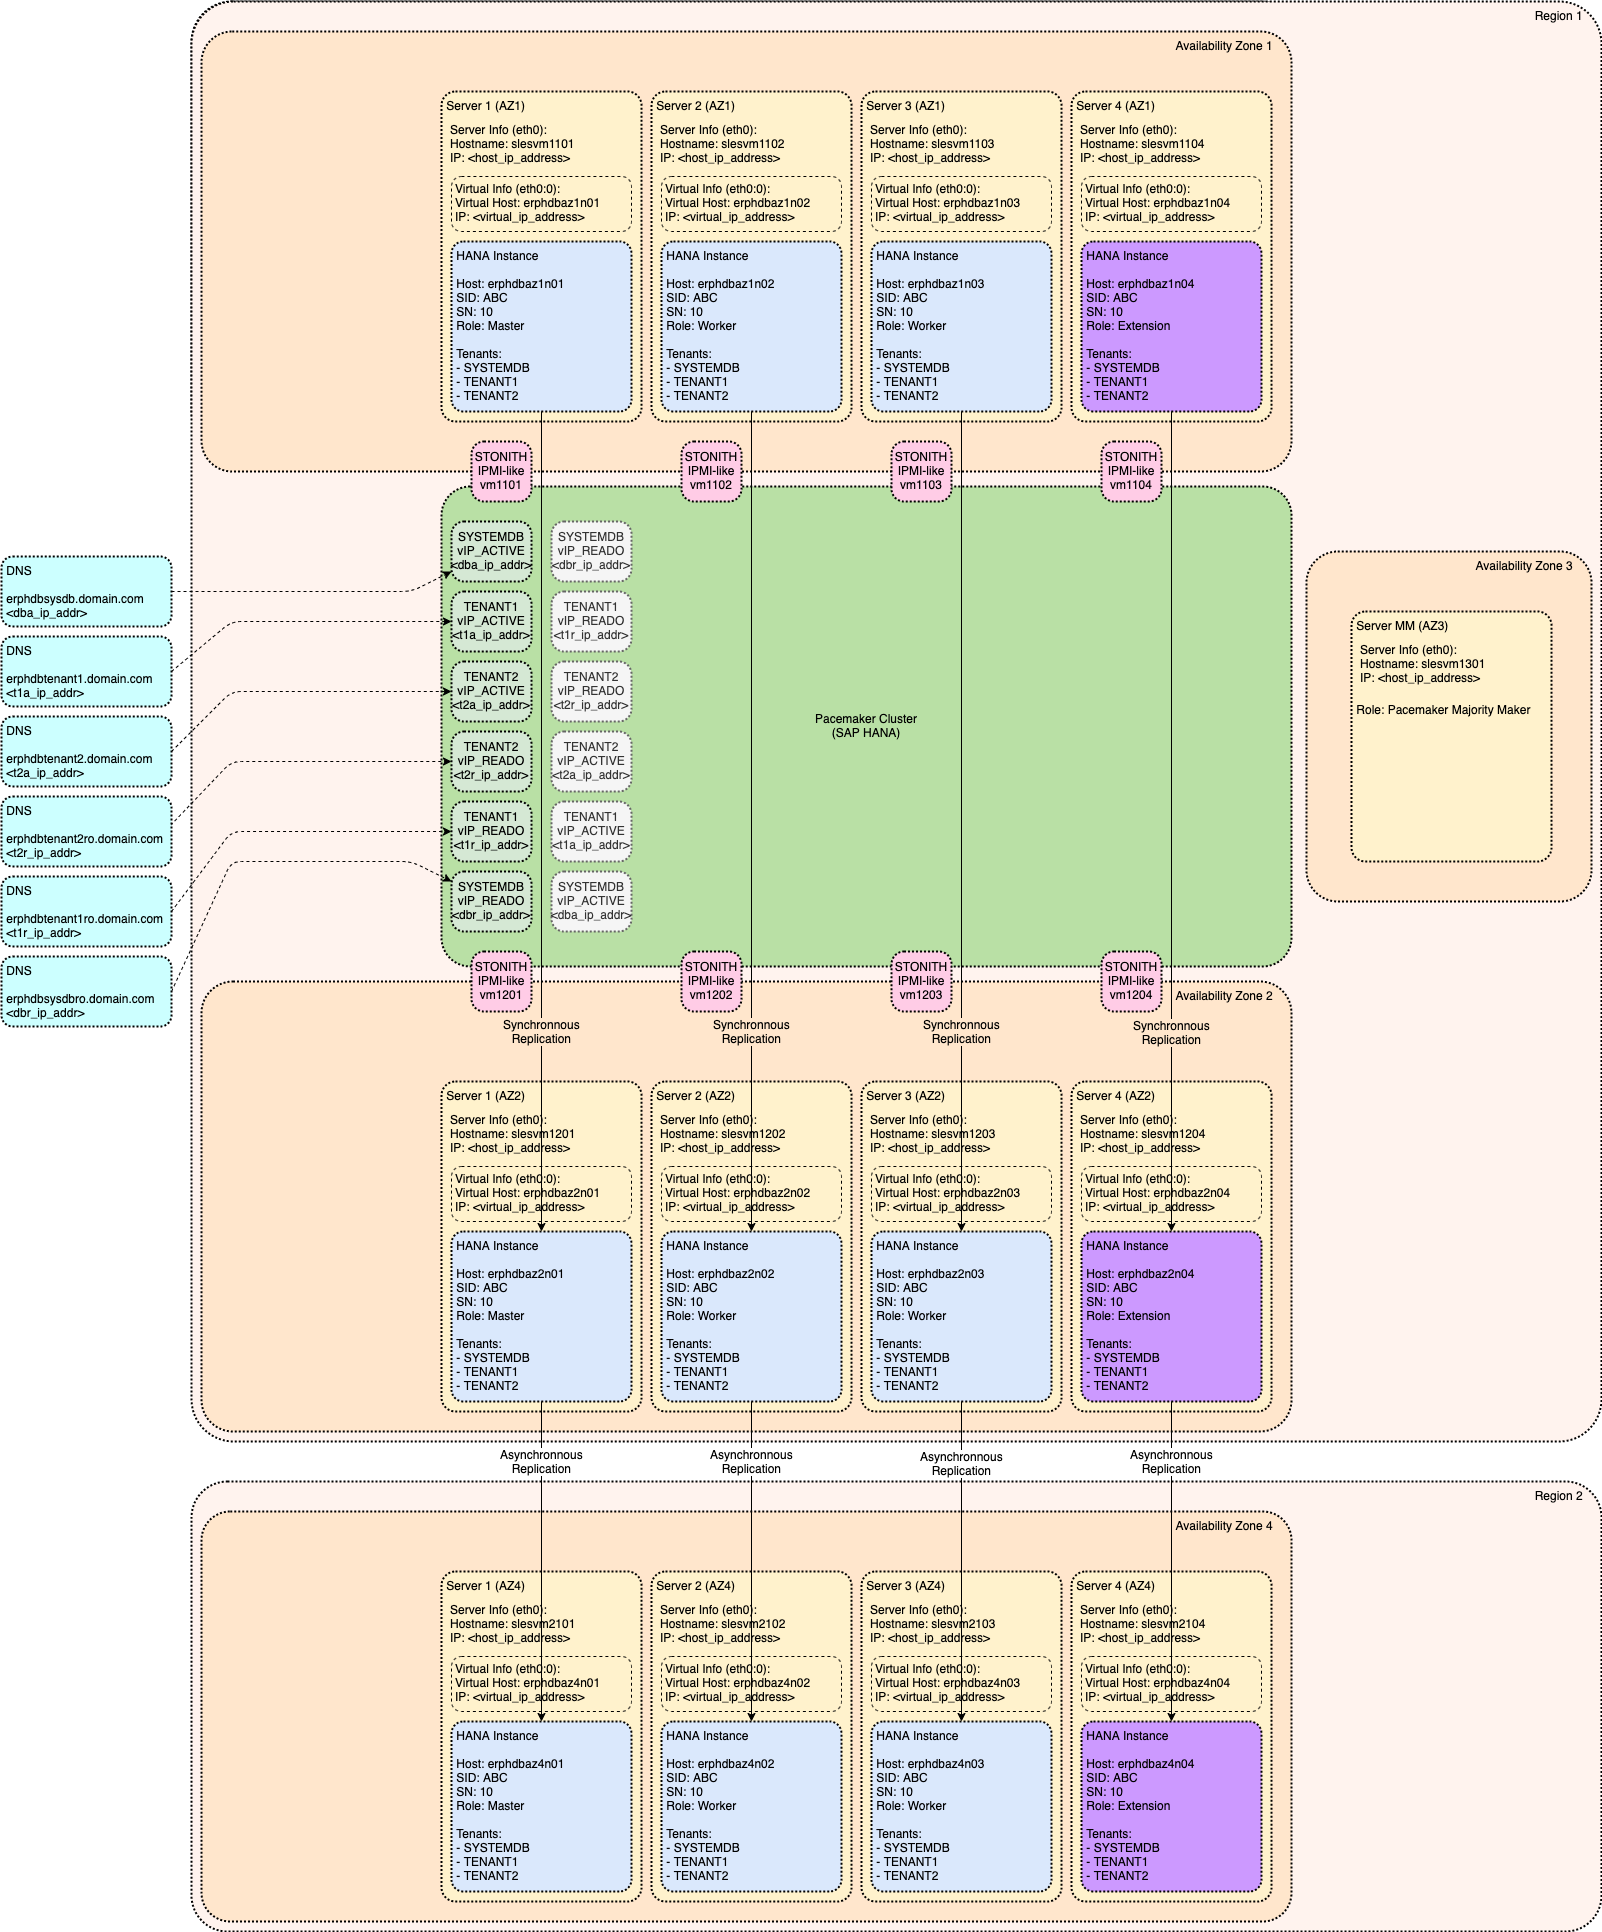 Region 1
Availability Zone 1
Server 1 (AZ1)
Server Info (eth0):
Hostname: slesvm1101
IP: <host_ip_address>
Virtual Info (eth0:0):
Virtual Host: erphdbaz1n01
IP: <virtual_ip_address>
HANA Instance
Host: erphdbaz1n01
SID: ABC
SN: 10
Role: Master
Tenants:
- SYSTEMDB
- TENANT1
- TENANT2
Server 2 (AZ1)
Server Info (eth0):
Hostname: slesvm1102
IP: <host_ip_address>
Virtual Info (eth0:0):
Virtual Host: erphdbaz1n02
IP: <virtual_ip_address>
HANA Instance
Host: erphdbaz1n02
SID: ABC
SN: 10
Role: Worker
Tenants:
- SYSTEMDB
- TENANT1
- TENANT2
Server 3 (AZ1)
Server Info (eth0):
Hostname: slesvm1103
IP: <host_ip_address>
Virtual Info (eth0:0):
Virtual Host: erphdbaz1n03
IP: <virtual_ip_address>
HANA Instance
Host: erphdbaz1n03
SID: ABC
SN: 10
Role: Worker
Tenants:
- SYSTEMDB
- TENANT1
- TENANT2
Server 4 (AZ1)
Server Info (eth0):
Hostname: slesvm1104
IP: <host_ip_address>
Virtual Info (eth0:0):
Virtual Host: erphdbaz1n04
IP: <virtual_ip_address>
HANA Instance
Host: erphdbaz1n04
SID: ABC
SN: 10
Role: Extension
Tenants:
- SYSTEMDB
- TENANT1
- TENANT2
STONITH
IPMI-like
vm1101
STONITH
IPMI-like
vm1102
STONITH
IPMI-like
vm1103
STONITH
IPMI-like
vm1104
DNS
erphdbsysdb.domain.com
<dba_ip_addr>
DNS
erphdbtenant1.domain.com
<t1a_ip_addr>
DNS
erphdbtenant2.domain.com
<t2a_ip_addr>
DNS
erphdbtenant2ro.domain.com
<t2r_ip_addr>
DNS
erphdbtenant1ro.domain.com
<t1r_ip_addr>
DNS
erphdbsysdbro.domain.com
<dbr_ip_addr>
SYSTEMDB
vIP_ACTIVE
<dba_ip_addr>
SYSTEMDB
vIP_READO
<dbr_ip_addr>
TENANT1
vIP_ACTIVE
<t1a_ip_addr>
TENANT1
vIP_READO
<t1r_ip_addr>
TENANT2
vIP_ACTIVE
<t2a_ip_addr>
TENANT2
vIP_READO
<t2r_ip_addr>
TENANT2
vIP_READO
<t2r_ip_addr>
TENANT2
vIP_ACTIVE
<t2a_ip_addr>
TENANT1
vIP_READO
<t1r_ip_addr>
TENANT1
vIP_ACTIVE
<t1a_ip_addr>
SYSTEMDB
vIP_READO
<dbr_ip_addr>
SYSTEMDB
vIP_ACTIVE
<dba_ip_addr>
Pacemaker Cluster
(SAP HANA)
Availability Zone 3
Server MM (AZ3)
Server Info (eth0):
Hostname: slesvm1301
IP: <host_ip_address>
Role: Pacemaker Majority Maker
STONITH
IPMI-like
vm1201
STONITH
IPMI-like
vm1202
STONITH
IPMI-like
vm1203
STONITH
IPMI-like
vm1204
Availability Zone 2
Synchronnous
Replication
Synchronnous
Replication
Synchronnous
Replication
Synchronnous
Replication
Server 1 (AZ2)
Server Info (eth0):
Hostname: slesvm1201
IP: <host_ip_address>
Virtual Info (eth0:0):
Virtual Host: erphdbaz2n01
IP: <virtual_ip_address>
HANA Instance
Host: erphdbaz2n01
SID: ABC
SN: 10
Role: Master
Tenants:
- SYSTEMDB
- TENANT1
- TENANT2
Server 2 (AZ2)
Server Info (eth0):
Hostname: slesvm1202
IP: <host_ip_address>
Virtual Info (eth0:0):
Virtual Host: erphdbaz2n02
IP: <virtual_ip_address>
HANA Instance
Host: erphdbaz2n02
SID: ABC
SN: 10
Role: Worker
Tenants:
- SYSTEMDB
- TENANT1
- TENANT2
Server 3 (AZ2)
Server Info (eth0):
Hostname: slesvm1203
IP: <host_ip_address>
Virtual Info (eth0:0):
Virtual Host: erphdbaz2n03
IP: <virtual_ip_address>
HANA Instance
Host: erphdbaz2n03
SID: ABC
SN: 10
Role: Worker
Tenants:
- SYSTEMDB
- TENANT1
- TENANT2
Server 4 (AZ2)
Server Info (eth0):
Hostname: slesvm1204
IP: <host_ip_address>
Virtual Info (eth0:0):
Virtual Host: erphdbaz2n04
IP: <virtual_ip_address>
HANA Instance
Host: erphdbaz2n04
SID: ABC
SN: 10
Role: Extension
Tenants:
- SYSTEMDB
- TENANT1
- TENANT2
Asynchronnous
Replication
Asynchronnous
Replication
Asynchronnous
Replication
Asynchronnous
Replication
Region 2
Availability Zone 4
Server 1 (AZ4)
Server Info (eth0):
Hostname: slesvm2101
IP: <host_ip_address>
Virtual Info (eth0:0):
Virtual Host: erphdbaz4n01
IP: <virtual_ip_address>
HANA Instance
Host: erphdbaz4n01
SID: ABC
SN: 10
Role: Master
Tenants:
- SYSTEMDB
- TENANT1
- TENANT2
Server 2 (AZ4)
Server Info (eth0):
Hostname: slesvm2102
IP: <host_ip_address>
Virtual Info (eth0:0):
Virtual Host: erphdbaz4n02
IP: <virtual_ip_address>
HANA Instance
Host: erphdbaz4n02
SID: ABC
SN: 10
Role: Worker
Tenants:
- SYSTEMDB
- TENANT1
- TENANT2
Server 3 (AZ4)
Server Info (eth0):
Hostname: slesvm2103
IP: <host_ip_address>
Virtual Info (eth0:0):
Virtual Host: erphdbaz4n03
IP: <virtual_ip_address>
HANA Instance
Host: erphdbaz4n03
SID: ABC
SN: 10
Role: Worker
Tenants:
- SYSTEMDB
- TENANT1
- TENANT2
Server 4 (AZ4)
Server Info (eth0):
Hostname: slesvm2104
IP: <host_ip_address>
Virtual Info (eth0:0):
Virtual Host: erphdbaz4n04
IP: <virtual_ip_address>
HANA Instance
Host: erphdbaz4n04
SID: ABC
SN: 10
Role: Extension
Tenants:
- SYSTEMDB
- TENANT1
- TENANT2